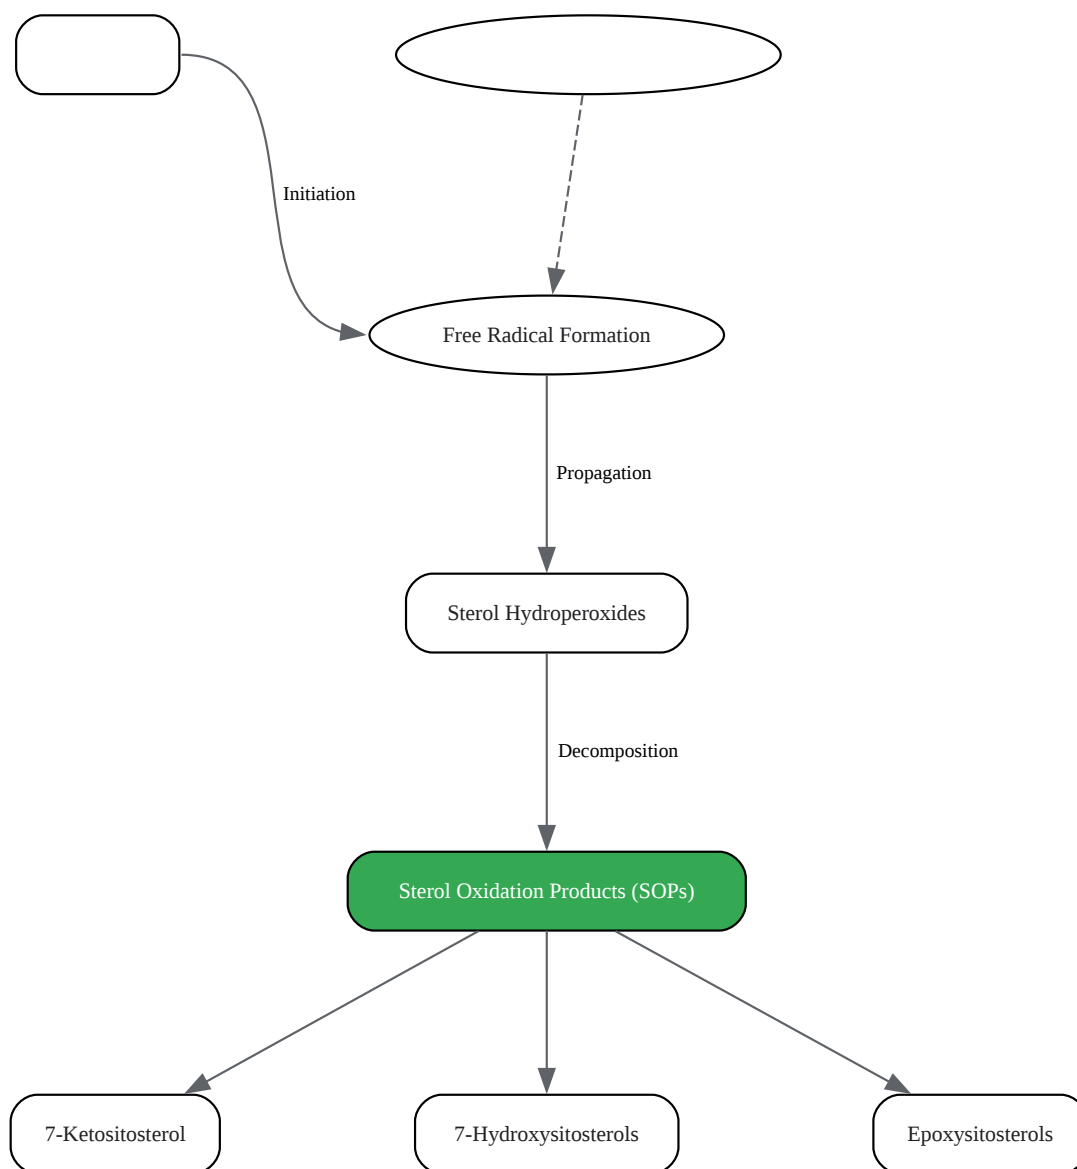 Initiation
Free Radical Formation
Propagation
Sterol Hydroperoxides
Decomposition
Sterol Oxidation Products (SOPs)
7-Ketositosterol
7-Hydroxysitosterols
Epoxysitosterols